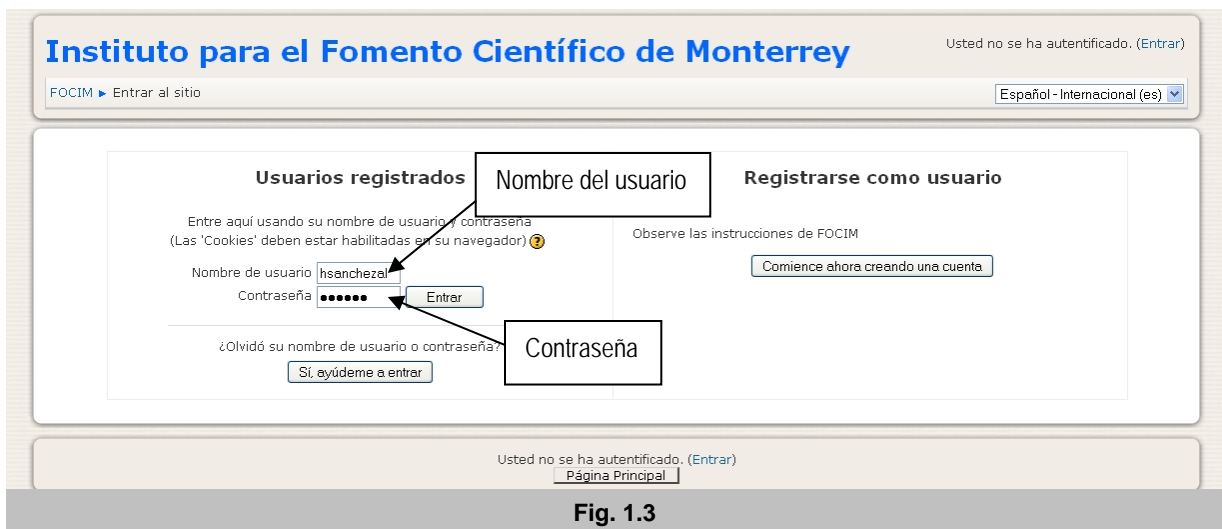 Instituto para el Fomento Científico de Monterrey
Usted no se ha autentificado. (Entrar)
FOCIM ► Entrar al sitio
Español - Internacional (es)
Usuarios registrados
Nombre del usuario
Entre aquí usando su nombre de usuario y contraseña
(Las 'Cookies' deben estar habilitadas en su navegador) ?
Nombre de usuario hsanchezal
Contraseña ●●●●●● Entrar
Contraseña
¿Olvidó su nombre de usuario o contraseña?
Sí, ayúdeme a entrar
Registrarse como usuario
Observe las instrucciones de FOCIM
Comience ahora creando una cuenta
Usted no se ha autentificado. (Entrar)
Página Principal
Fig. 1.3